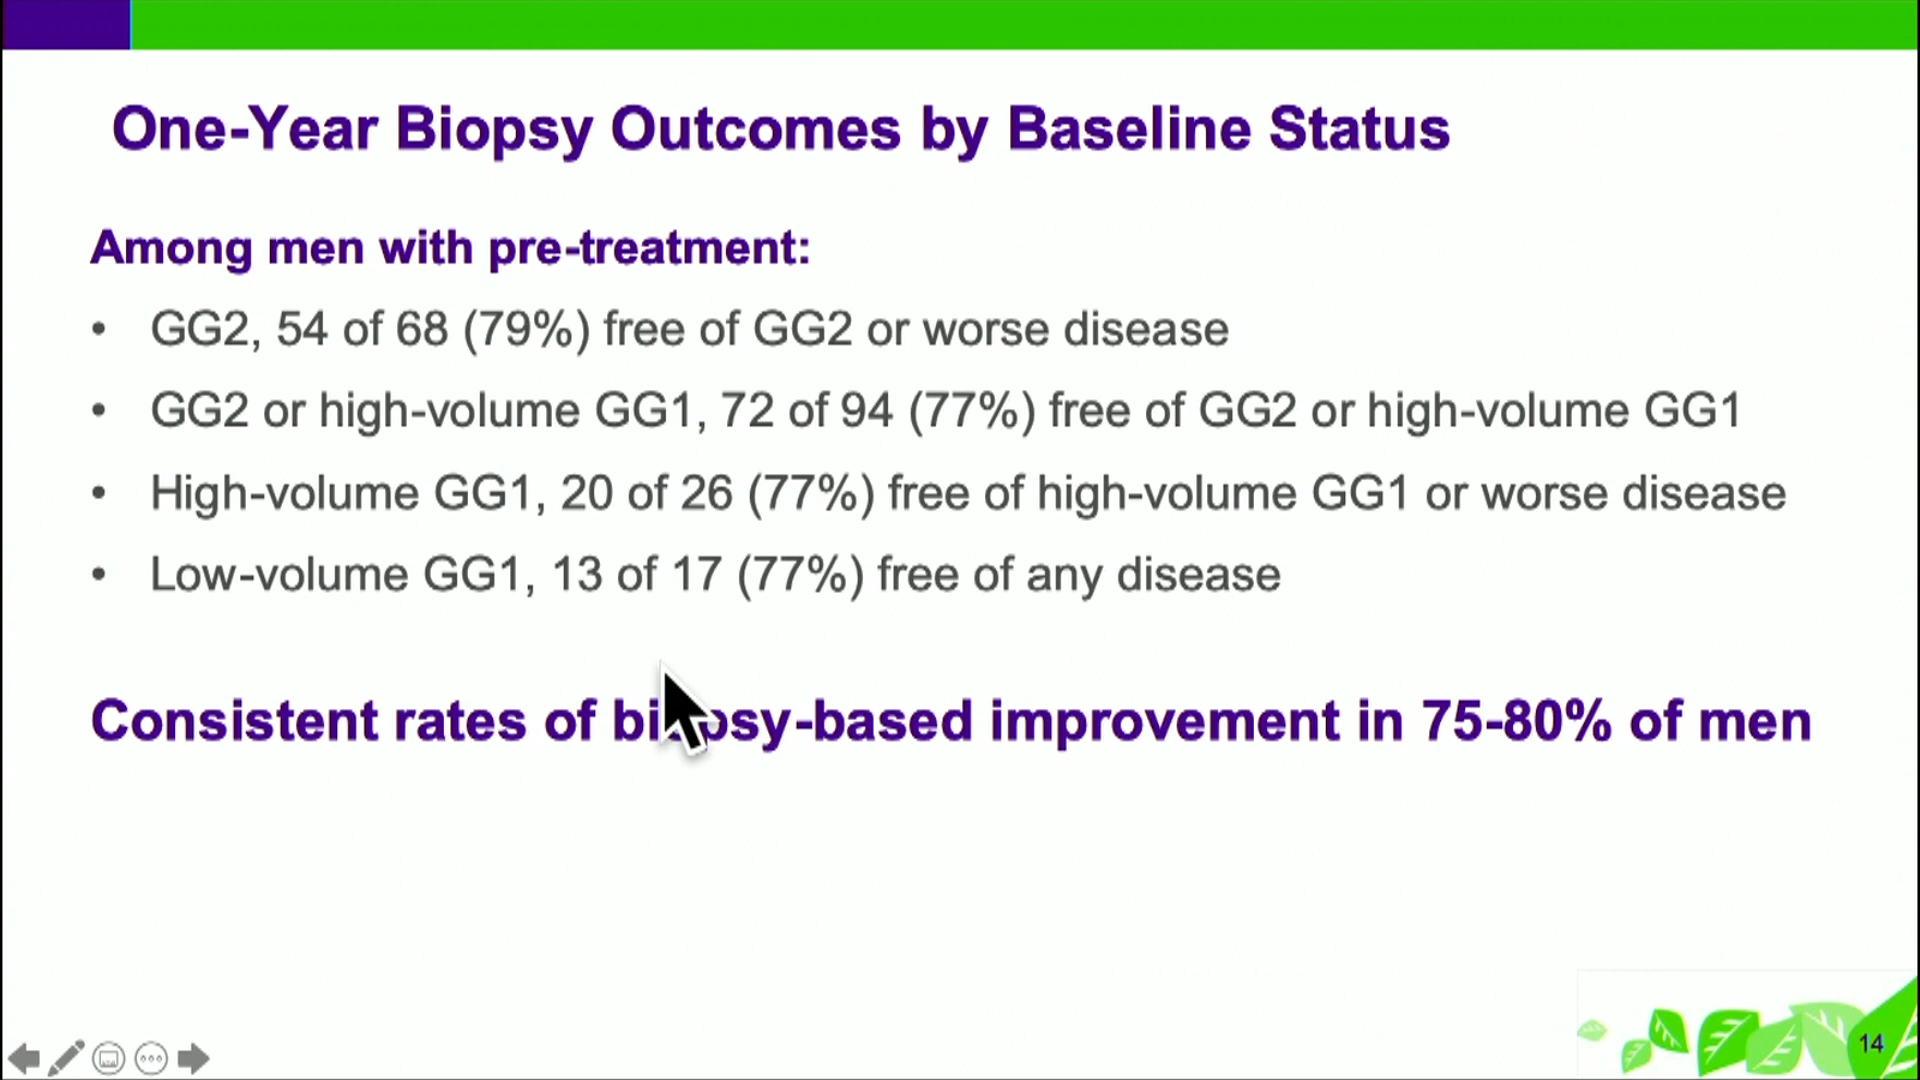 One-Year Biopsy Outcomes by Baseline Status
Among men with pre-treatment:
• GG2, 54 of 68 (79%) free of GG2 or worse disease
• GG2 or high-volume GG1, 72 of 94 (77%) free of GG2 or high-volume GG1
• High-volume GG1, 20 of 26 (77%) free of high-volume GG1 or worse disease
• Low-volume GG1, 13 of 17 (77%) free of any disease
Consistent rates of biopsy-based improvement in 75-80% of men
14